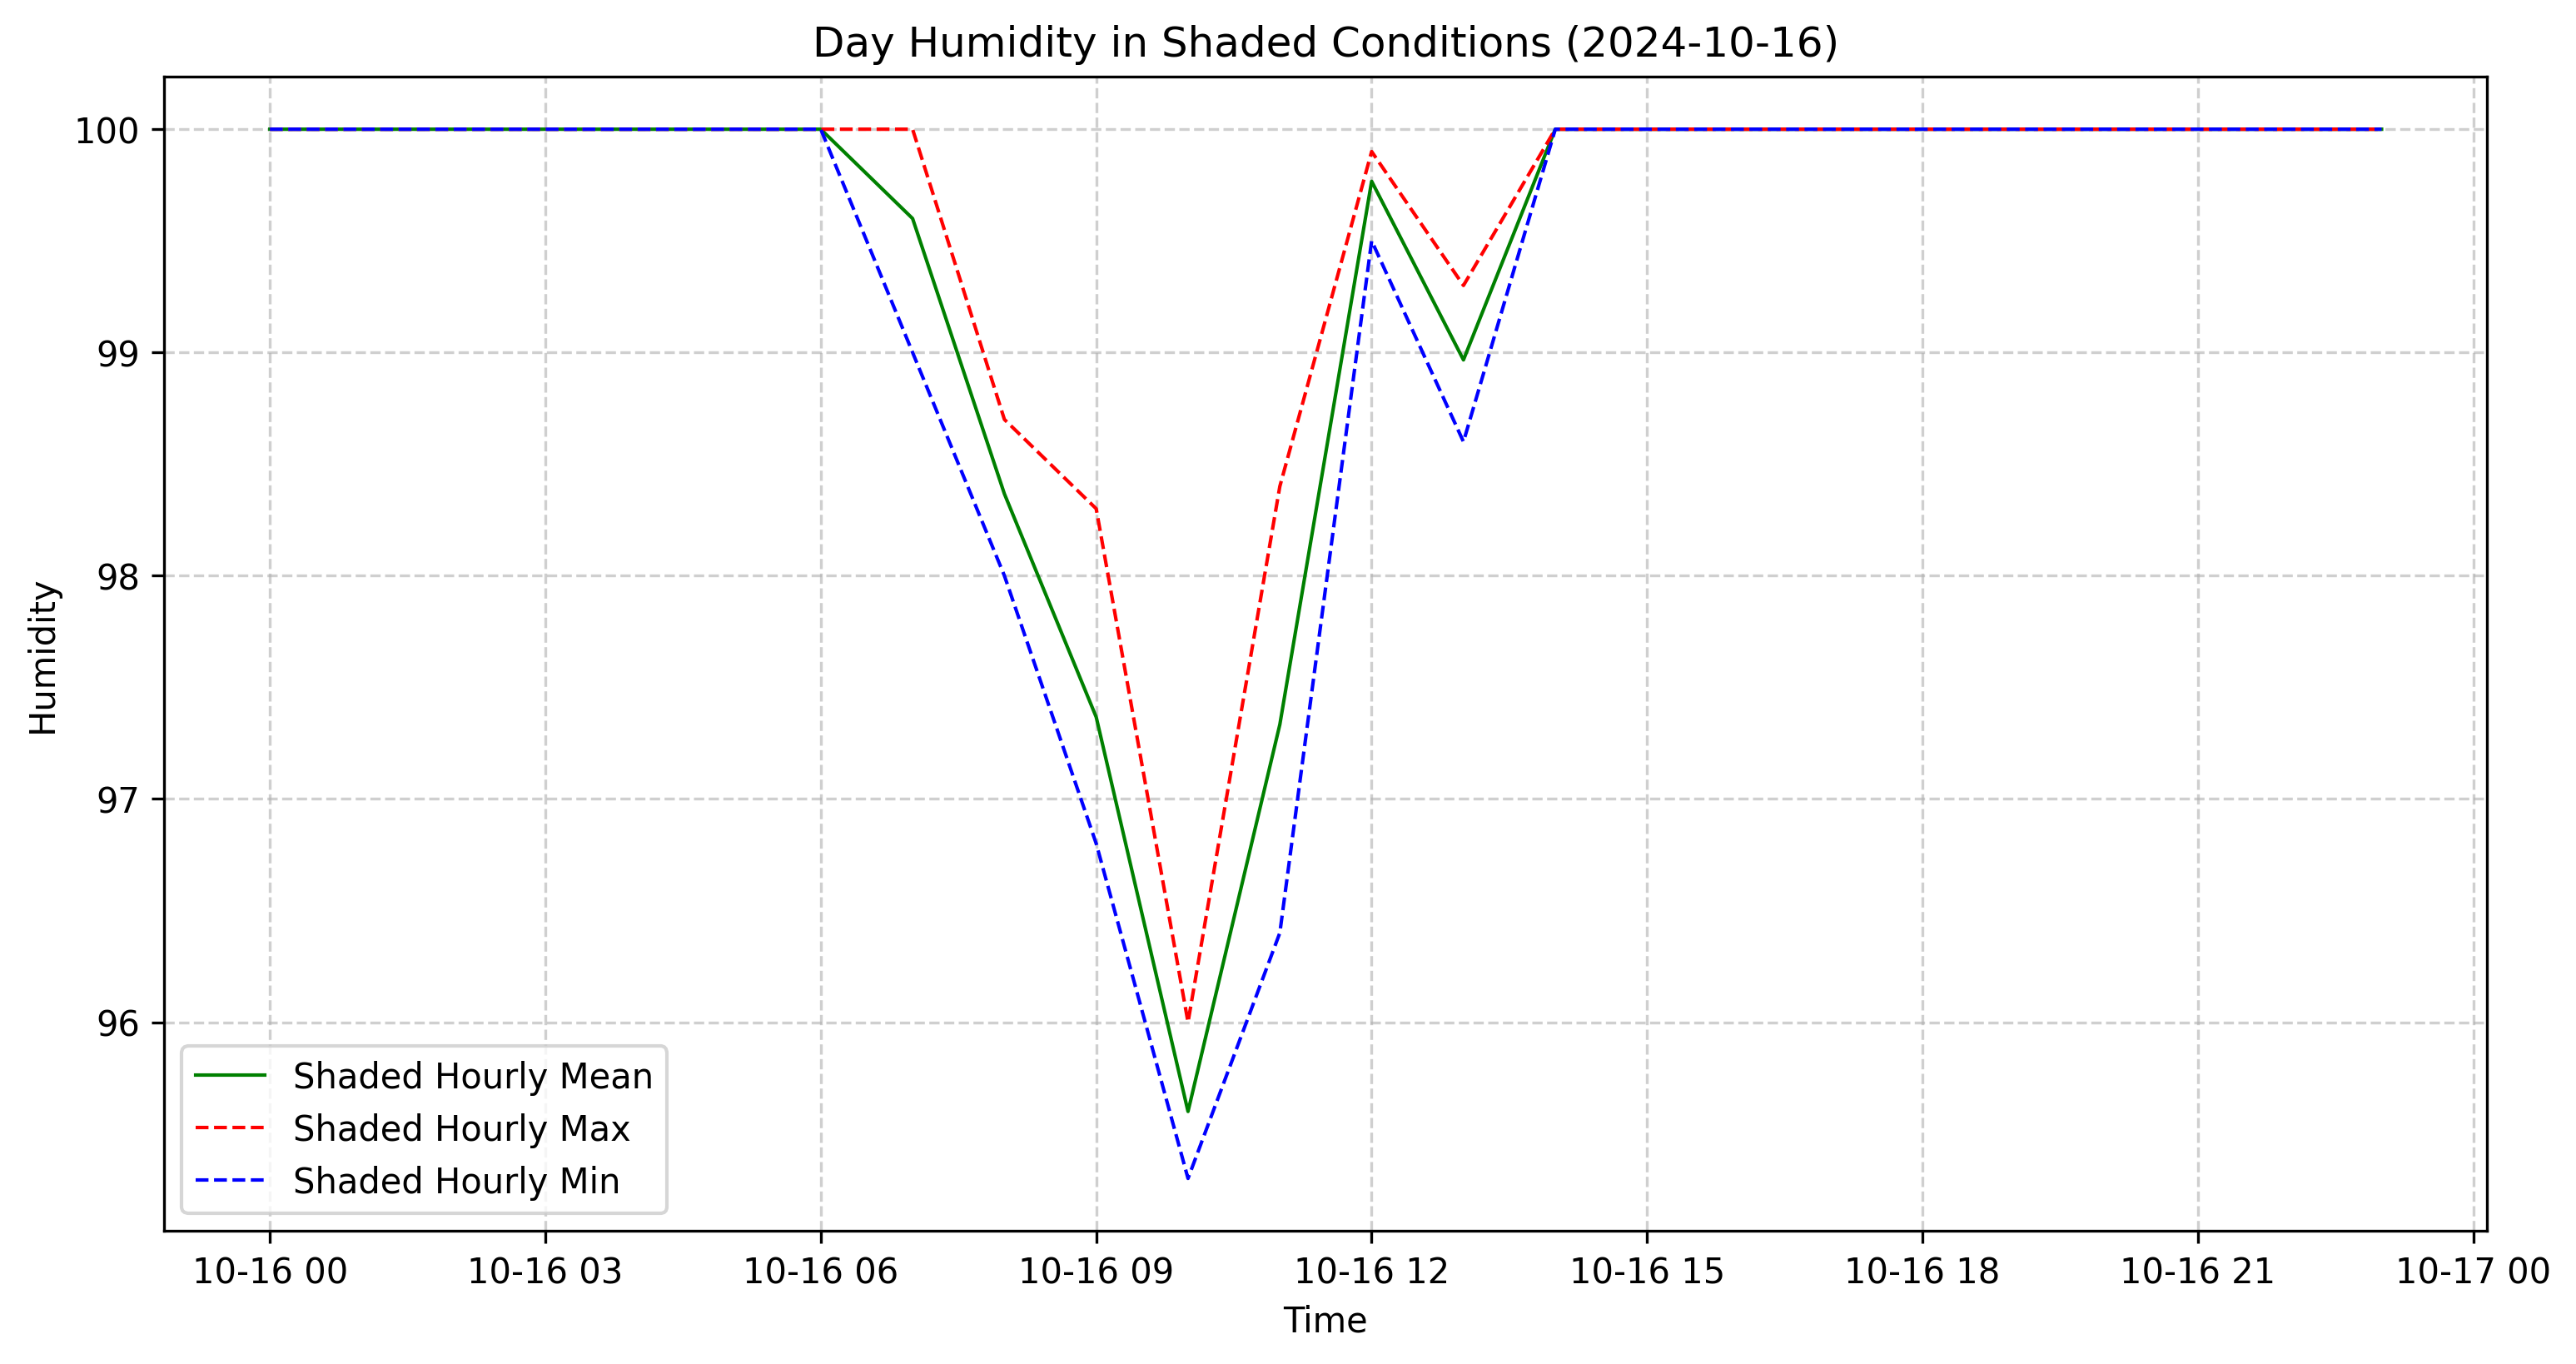 Day Humidity in Shaded Conditions (2024-10-16)
100
99
98
97
96
Humidity
Shaded Hourly Mean
Shaded Hourly Max
Shaded Hourly Min
10-16 00 10-16 03 10-16 06 10-16 09 10-16 12 10-16 15 10-16 18 10-16 21 10-17 00
Time